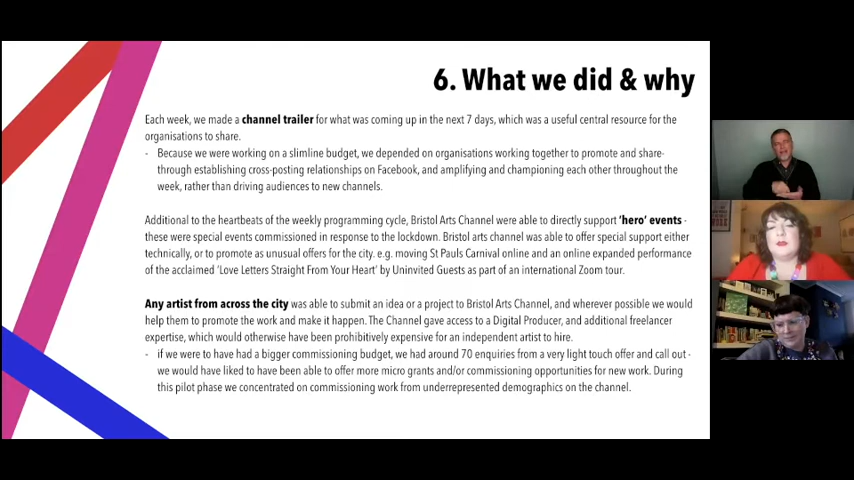 6. What we did & why
Each week, we made a channel trailer for what was coming up in the next 7 days, which was a useful central resource for the
organisations to share.
- Because we were working on a slimline budget, we depended on organisations working together to promote and share-
through establishing cross-posting relationships on Facebook, and amplifying and championing each other throughout the
week, rather than driving audiences to new channels.
Additional to the heartbeats of the weekly programming cycle, Bristol Arts Channel were able to directly support ‘hero’ events -
these were special events commissioned in response to the lockdown. Bristol arts channel was able to offer special support either
technically, or to promote as unusual offers for the city. e.g. moving St Pauls Carnival online and an online expanded performance
of the acclaimed ‘Love Letters Straight From Your Heart’ by Uninvited Guests as part of an international Zoom tour.
Any artist from across the city was able to submit an idea or a project to Bristol Arts Channel, and wherever possible we would
help them to promote the work and make it happen. The Channel gave access to a Digital Producer, and additional freelancer
expertise, which would otherwise have been prohibitively expensive for an independent artist to hire.
- if we were to have had a bigger commissioning budget, we had around 70 enquiries from a very light touch offer and call out -
we would have liked to have been able to offer more micro grants and/or commissioning opportunities for new work. During
this pilot phase we concentrated on commissioning work from underrepresented demographics on the channel.